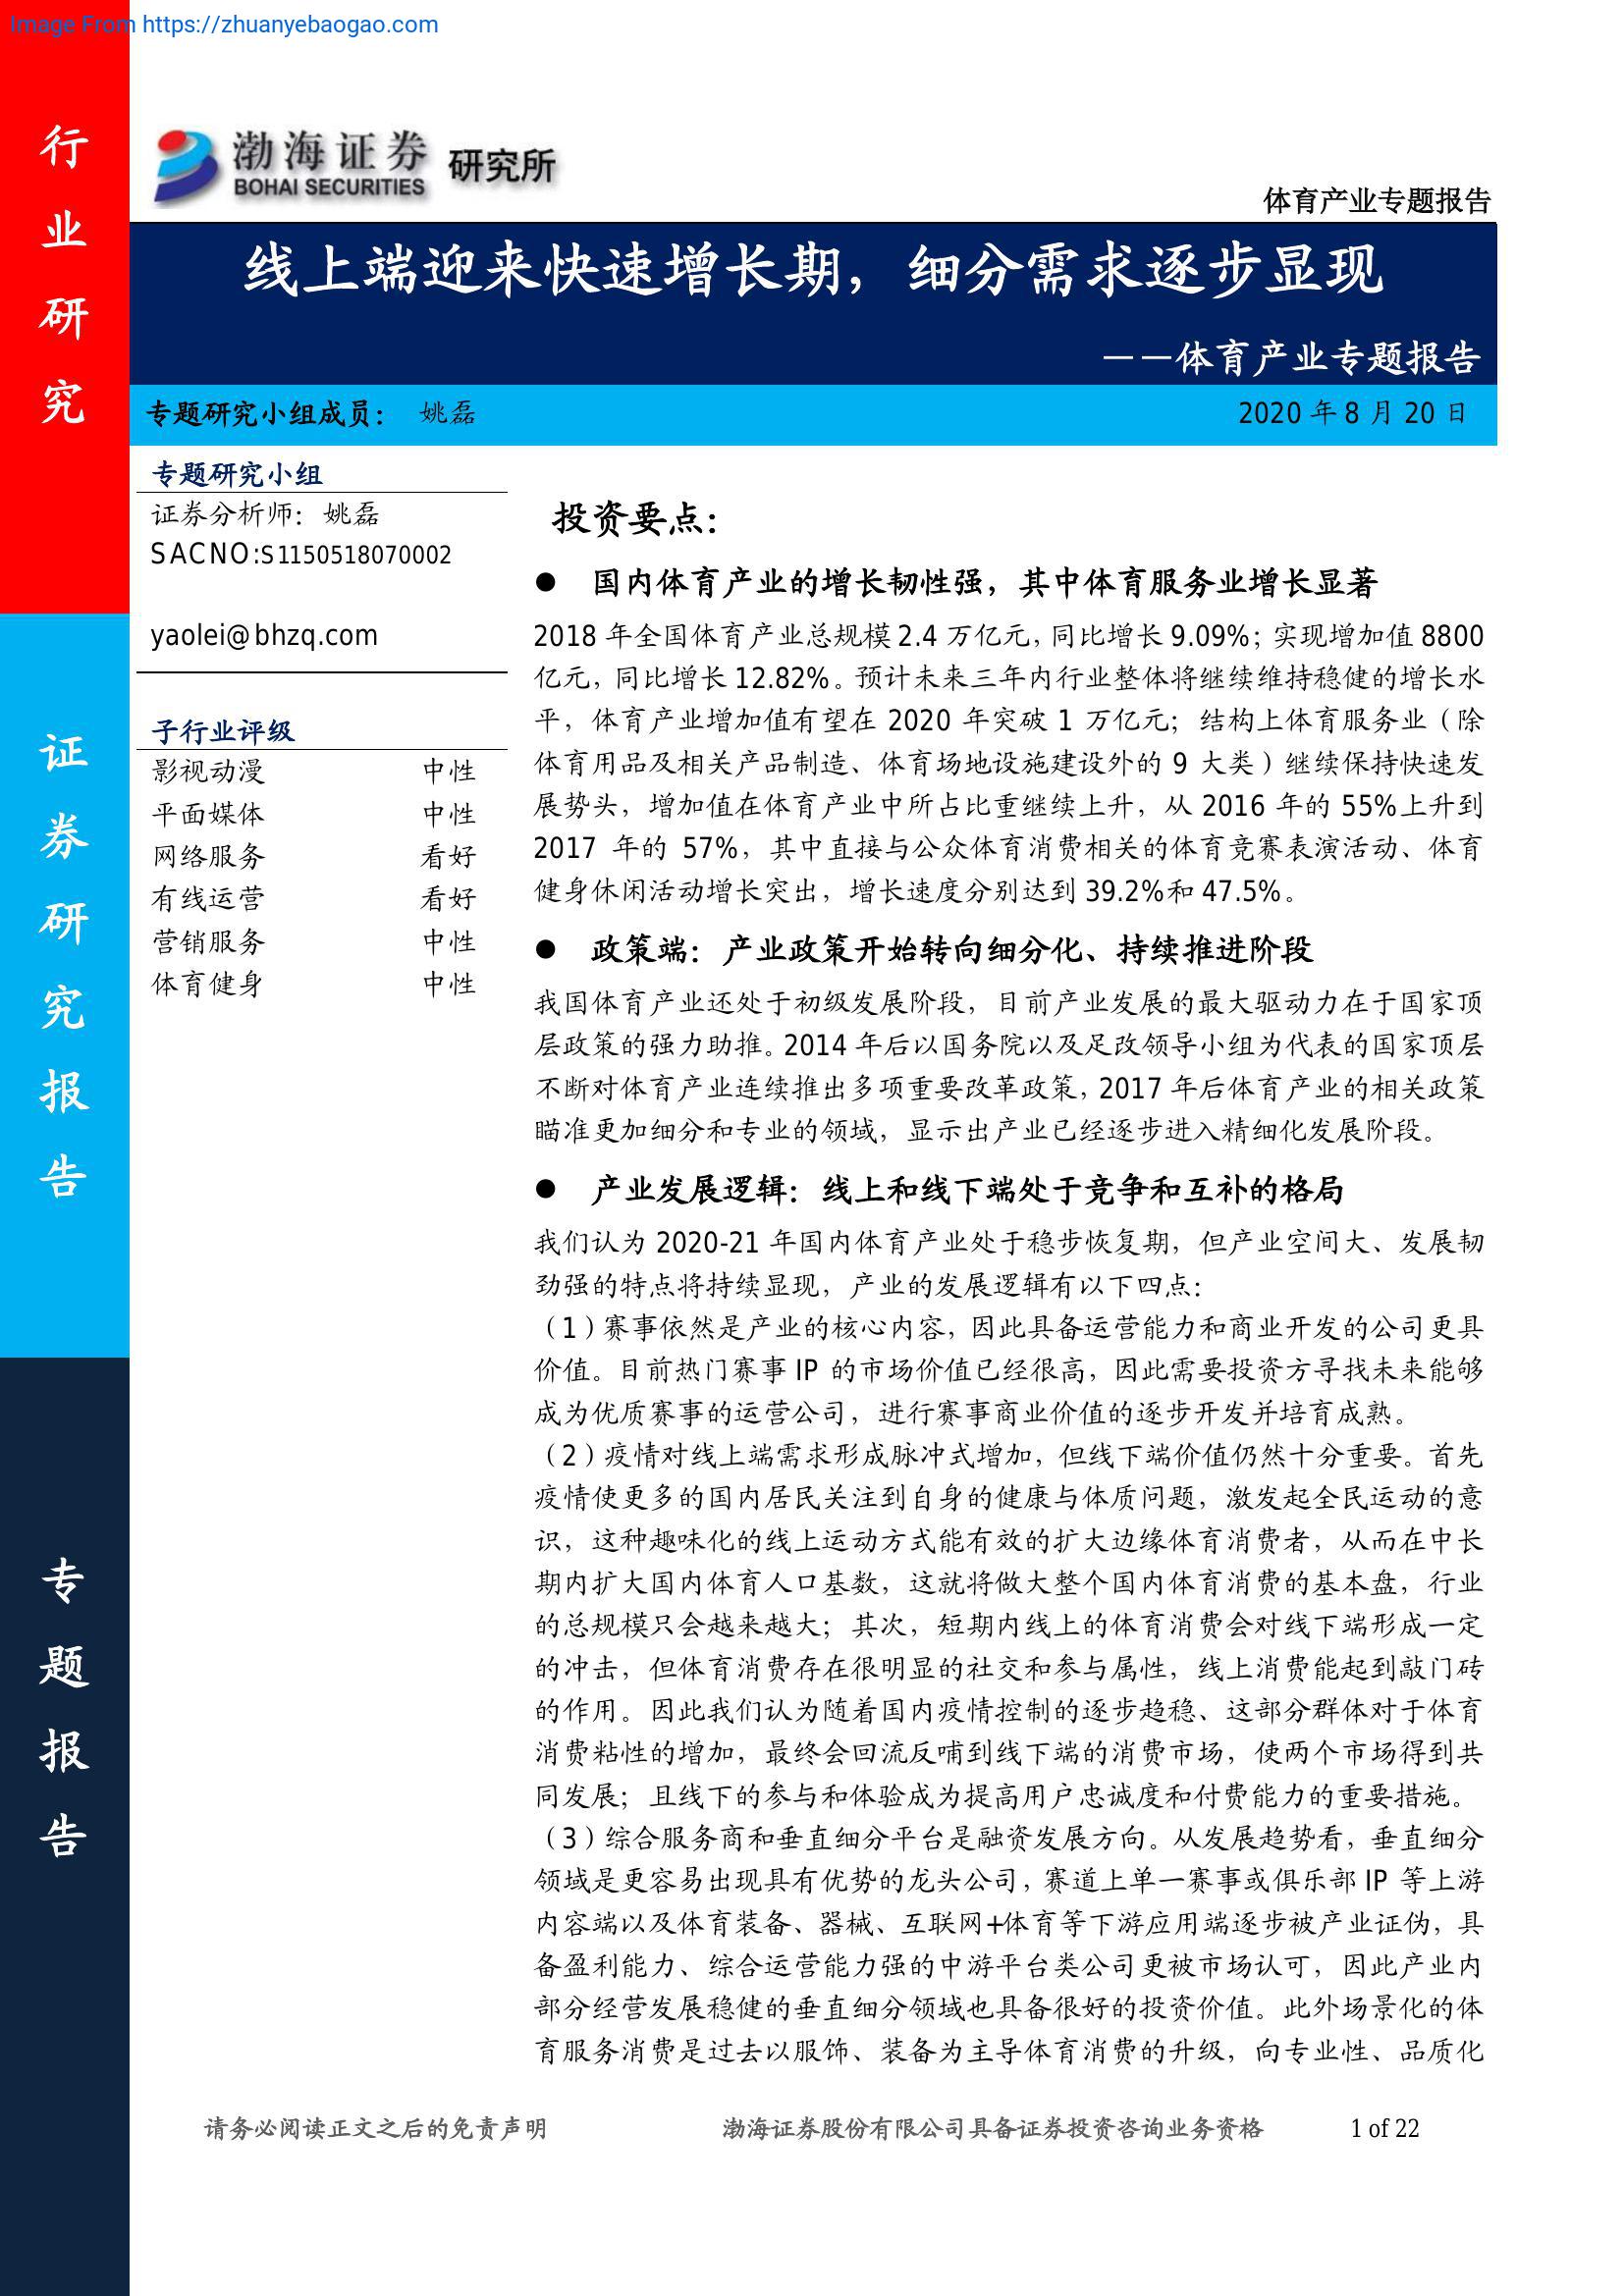 Image From https://zhuanyebaogao.com
行业研究
证券研究报告
专题报告
渤海证券 研究所
BOHAI SECURITIES
体育产业专题报告
线上端迎来快速增长期，细分需求逐步显现
——体育产业专题报告
专题研究小组成员： 姚磊
2020 年 8 月 20 日
专题研究小组
证券分析师：姚磊
SACNO:S1150518070002
yaolei@bhzq.com
子行业评级
影视动漫 中性
平面媒体 中性
网络服务 看好
有线运营 看好
营销服务 中性
体育健身 中性
投资要点：
● 国内体育产业的增长韧性强，其中体育服务业增长显著
2018 年全国体育产业总规模 2.4 万亿元，同比增长 9.09%；实现增加值 8800
亿元，同比增长 12.82%。预计未来三年内行业整体将继续维持稳健的增长水
平，体育产业增加值有望在 2020 年突破 1 万亿元；结构上体育服务业（除
体育用品及相关产品制造、体育场地设施建设外的 9 大类）继续保持快速发
展势头，增加值在体育产业中所占比重继续上升，从 2016 年的 55%上升到
2017 年的 57%，其中直接与公众体育消费相关的体育竞赛表演活动、体育
健身休闲活动增长突出，增长速度分别达到 39.2%和 47.5%。
● 政策端：产业政策开始转向细分化、持续推进阶段
我国体育产业还处于初级发展阶段，目前产业发展的最大驱动力在于国家顶
层政策的强力助推。2014 年后以国务院以及足改领导小组为代表的国家顶层
不断对体育产业连续推出多项重要改革政策，2017 年后体育产业的相关政策
瞄准更加细分和专业的领域，显示出产业已经逐步进入精细化发展阶段。
● 产业发展逻辑：线上和线下端处于竞争和互补的格局
我们认为 2020-21 年国内体育产业处于稳步恢复期，但产业空间大、发展韧
劲强的特点将持续显现，产业的发展逻辑有以下四点：
（1）赛事依然是产业的核心内容，因此具备运营能力和商业开发的公司更具
价值。目前热门赛事 IP 的市场价值已经很高，因此需要投资方寻找未来能够
成为优质赛事的运营公司，进行赛事商业价值的逐步开发并培育成熟。
（2）疫情对线上端需求形成脉冲式增加，但线下端价值仍然十分重要。首先
疫情使更多的国内居民关注到自身的健康与体质问题，激发起全民运动的意
识，这种趣味化的线上运动方式能有效的扩大边缘体育消费者，从而在中长
期内扩大国内体育人口基数，这就将做大整个国内体育消费的基本盘，行业
的总规模只会越来越大；其次，短期内线上的体育消费会对线下端形成一定
的冲击，但体育消费存在很明显的社交和参与属性，线上消费能起到敲门砖
的作用。因此我们认为随着国内疫情控制的逐步趋稳、这部分群体对于体育
消费粘性的增加，最终会回流反哺到线下端的消费市场，使两个市场得到共
同发展；且线下的参与和体验成为提高用户忠诚度和付费能力的重要措施。
（3）综合服务商和垂直细分平台是融资发展方向。从发展趋势看，垂直细分
领域是更容易出现具有优势的龙头公司，赛道上单一赛事或俱乐部 IP 等上游
内容端以及体育装备、器械、互联网+体育等下游应用端逐步被产业证伪，具
备盈利能力、综合运营能力强的中游平台类公司更被市场认可，因此产业内
部分经营发展稳健的垂直细分领域也具备很好的投资价值。此外场景化的体
育服务消费是过去以服饰、装备为主导体育消费的升级，向专业性、品质化
请务必阅读正文之后的免责声明 渤海证券股份有限公司具备证券投资咨询业务资格 1 of 22